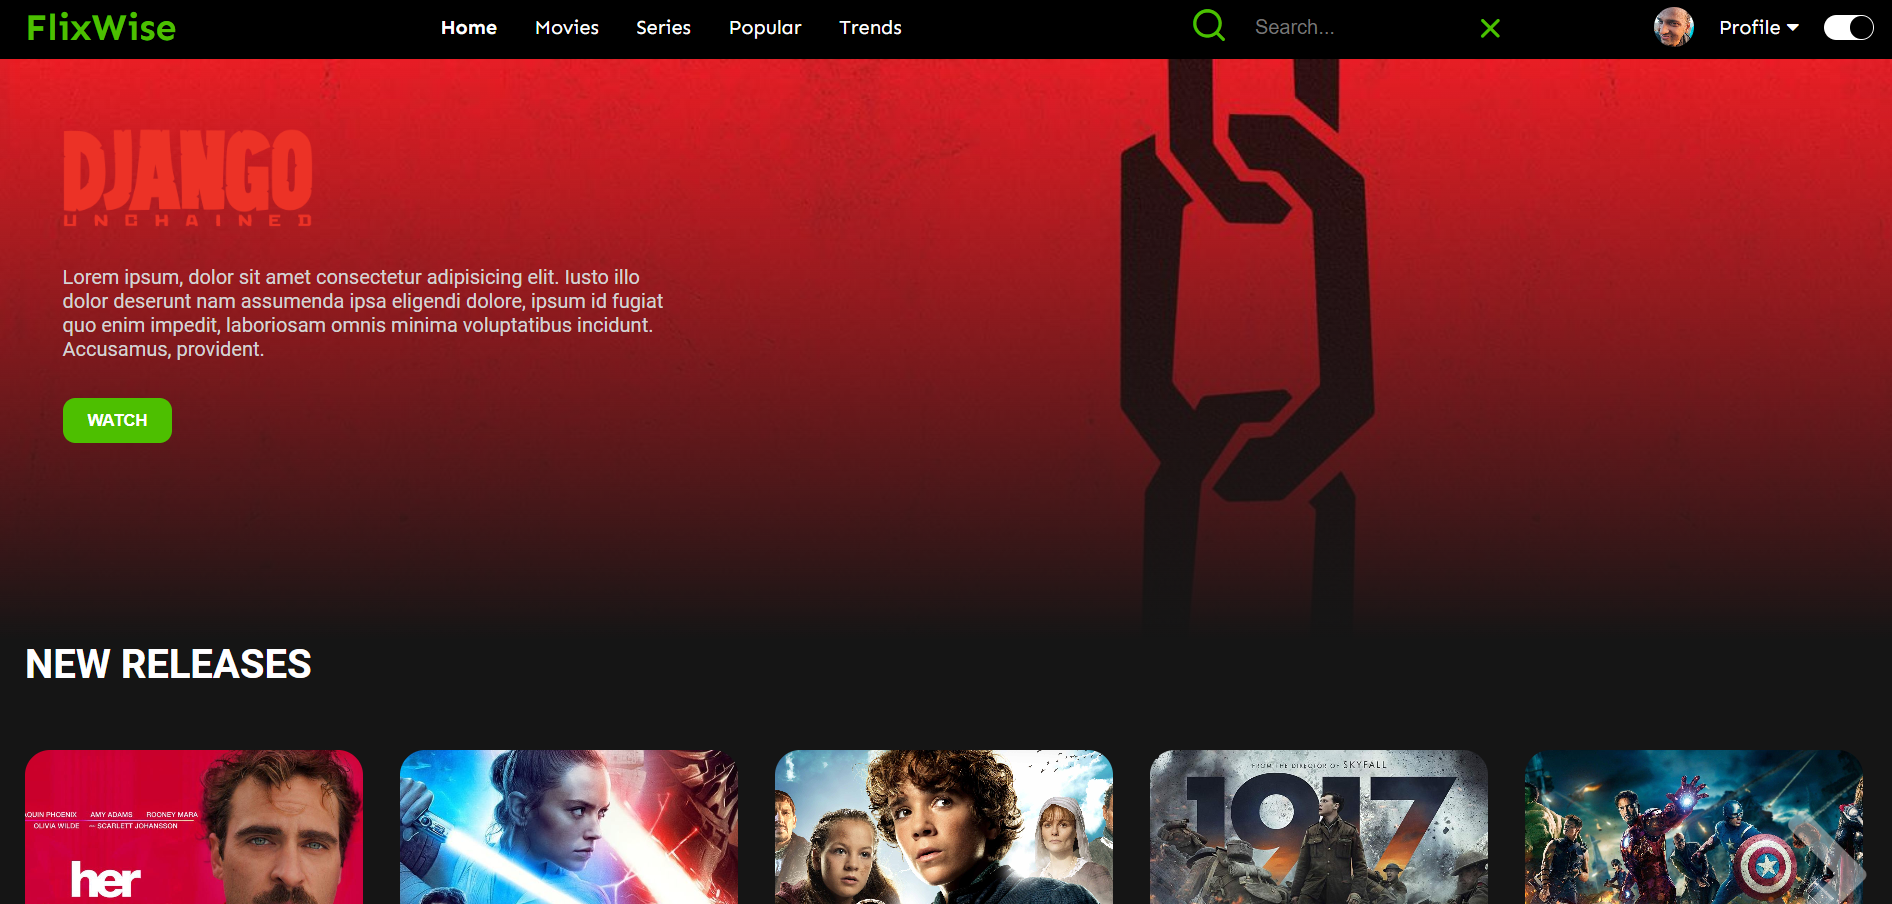 FlixWise
Home Movies Series Popular Trends
Search...
Profile
DJANGO
UNCHAINED
Lorem ipsum, dolor sit amet consectetur adipisicing elit. Iusto illo
dolor deserunt nam assumenda ipsa eligendi dolore, ipsum id fugiat
quo enim impedit, laboriosam omnis minima voluptatibus incidunt.
Accusamus, provident.
WATCH
NEW RELEASES
QUIN PHOENIX AMY ADAMS ROONEY MARA
OLIVIA WILDE AND SCARLETT JOHANSSON
her
FROM THE DIRECTOR OF SKYFALL
1917